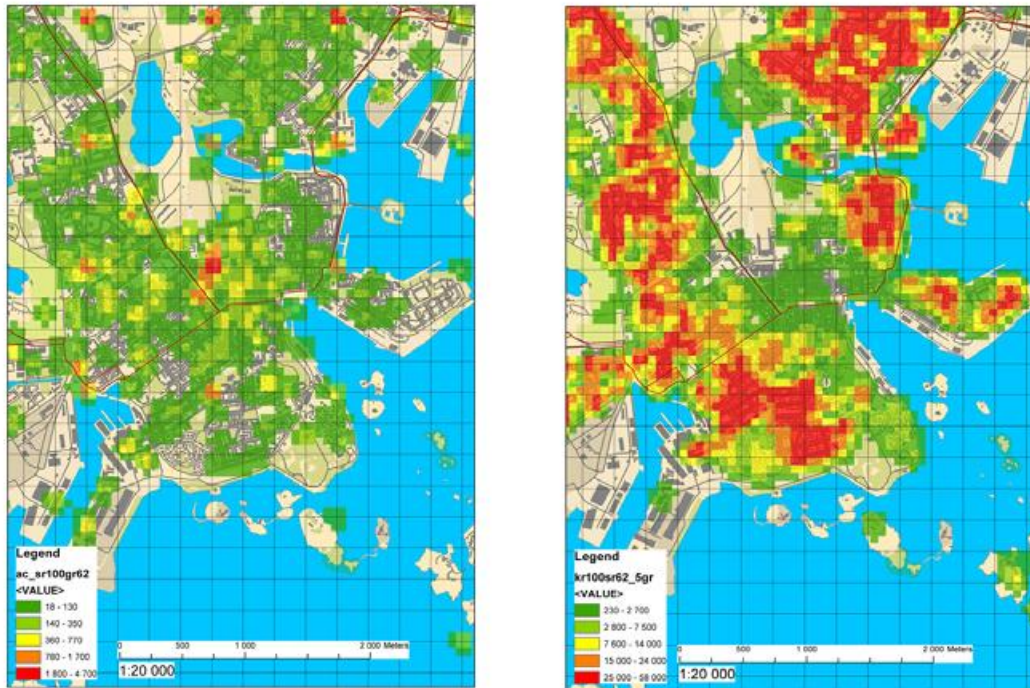 Legend
ac_sr100gr62
<VALUE>
18 - 130
140 - 350
360 - 770
780 - 1 700
1 800 - 4 700
0 500 1 000 2 000 Meters
1:20 000
Legend
kr100sr62_5gr
<VALUE>
230 - 2 700
2 800 - 7 500
7 600 - 14 000
15 000 - 24 000
25 000 - 58 000
0 500 1 000 2 000 Meters
1:20 000